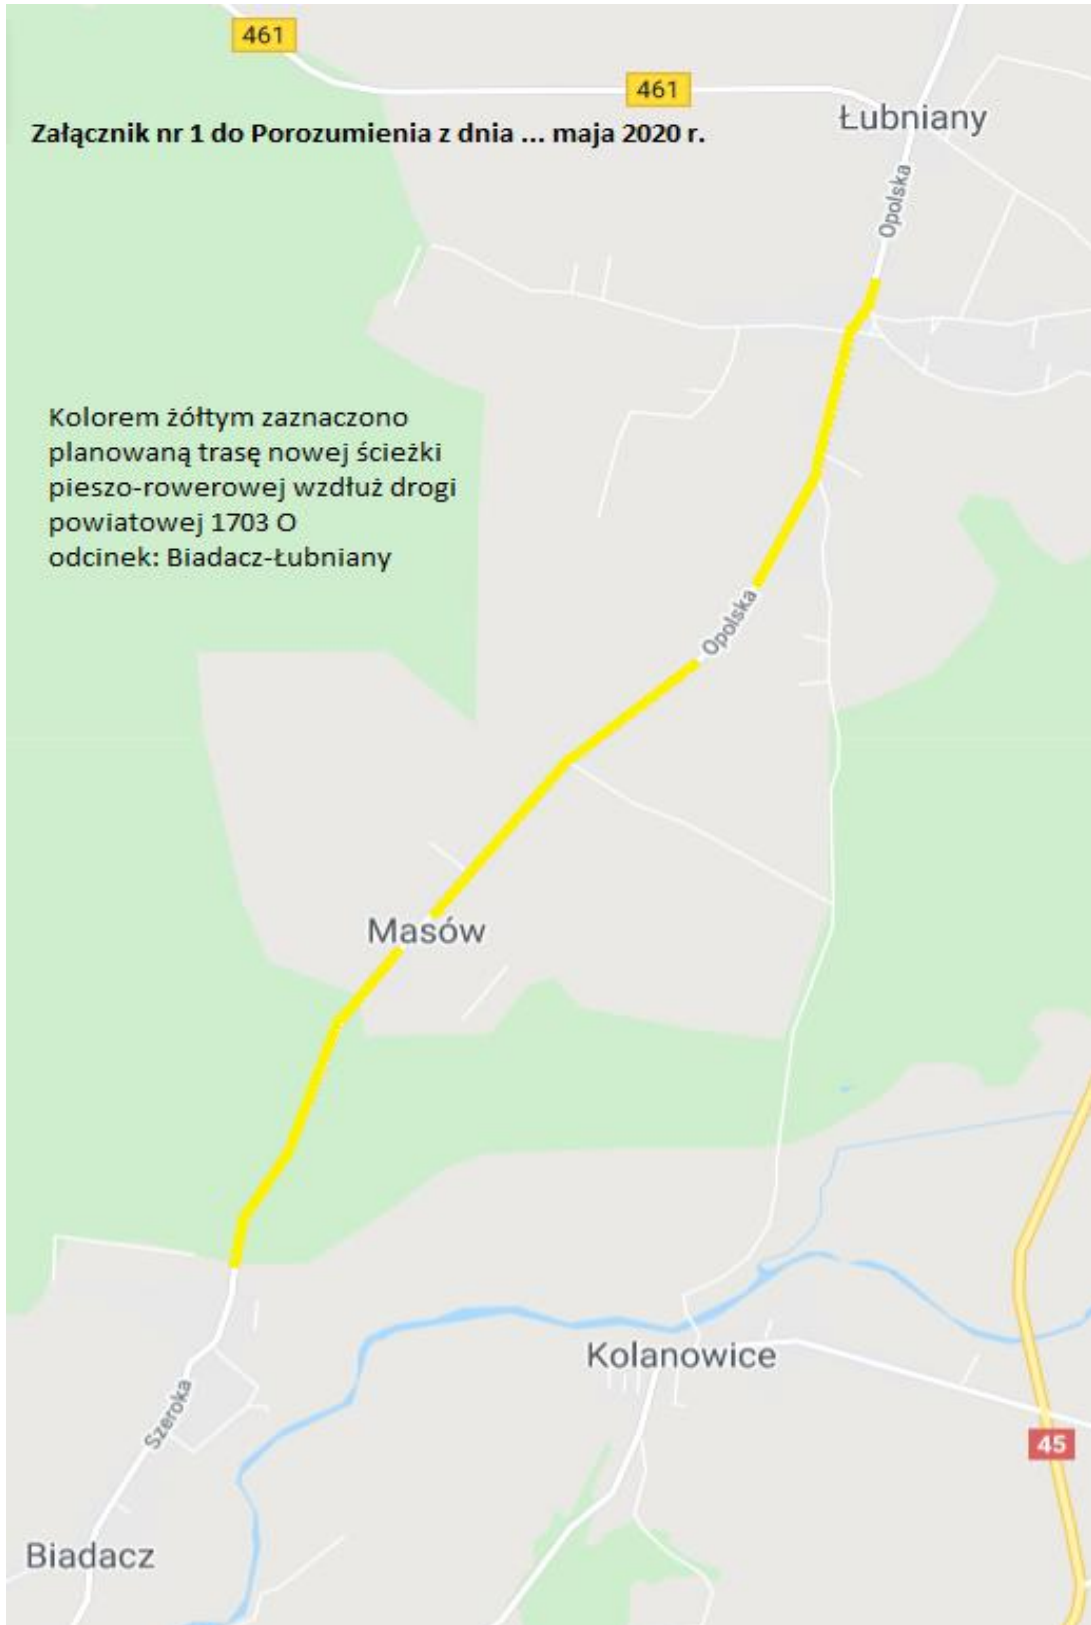 461
461
Łubniany
Załącznik nr 1 do Porozumienia z dnia ... maja 2020 r.
Opolska
Kolorem żółtym zaznaczono
planowaną trasę nowej ścieżki
pieszo-rowerowej wzdłuż drogi
powiatowej 1703 O
odcinek: Biadacz-Łubniany
Opolska
Masów
Kolanowice
Szeroka
45
Biadacz